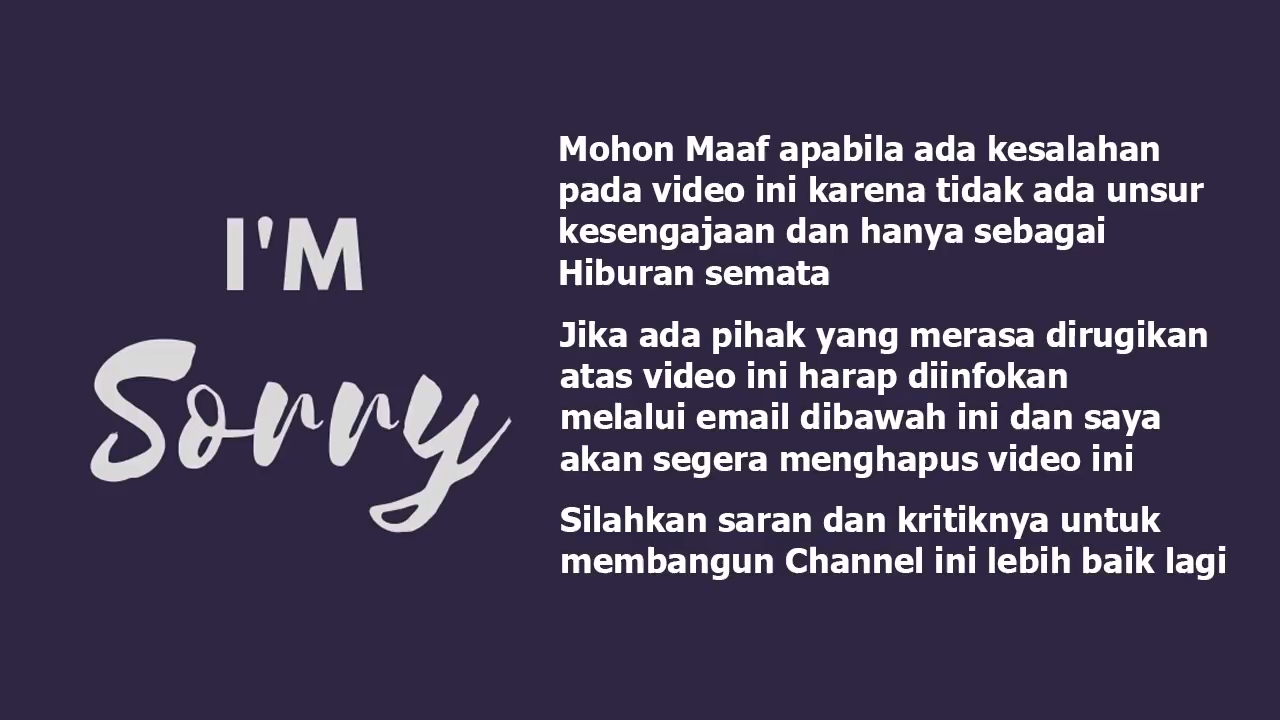 I'M
Sorry
Mohon Maaf apabila ada kesalahan
pada video ini karena tidak ada unsur
kesengajaan dan hanya sebagai
Hiburan semata
Jika ada pihak yang merasa dirugikan
atas video ini harap diinfokan
melalui email dibawah ini dan saya
akan segera menghapus video ini
Silahkan saran dan kritiknya untuk
membangun Channel ini lebih baik lagi